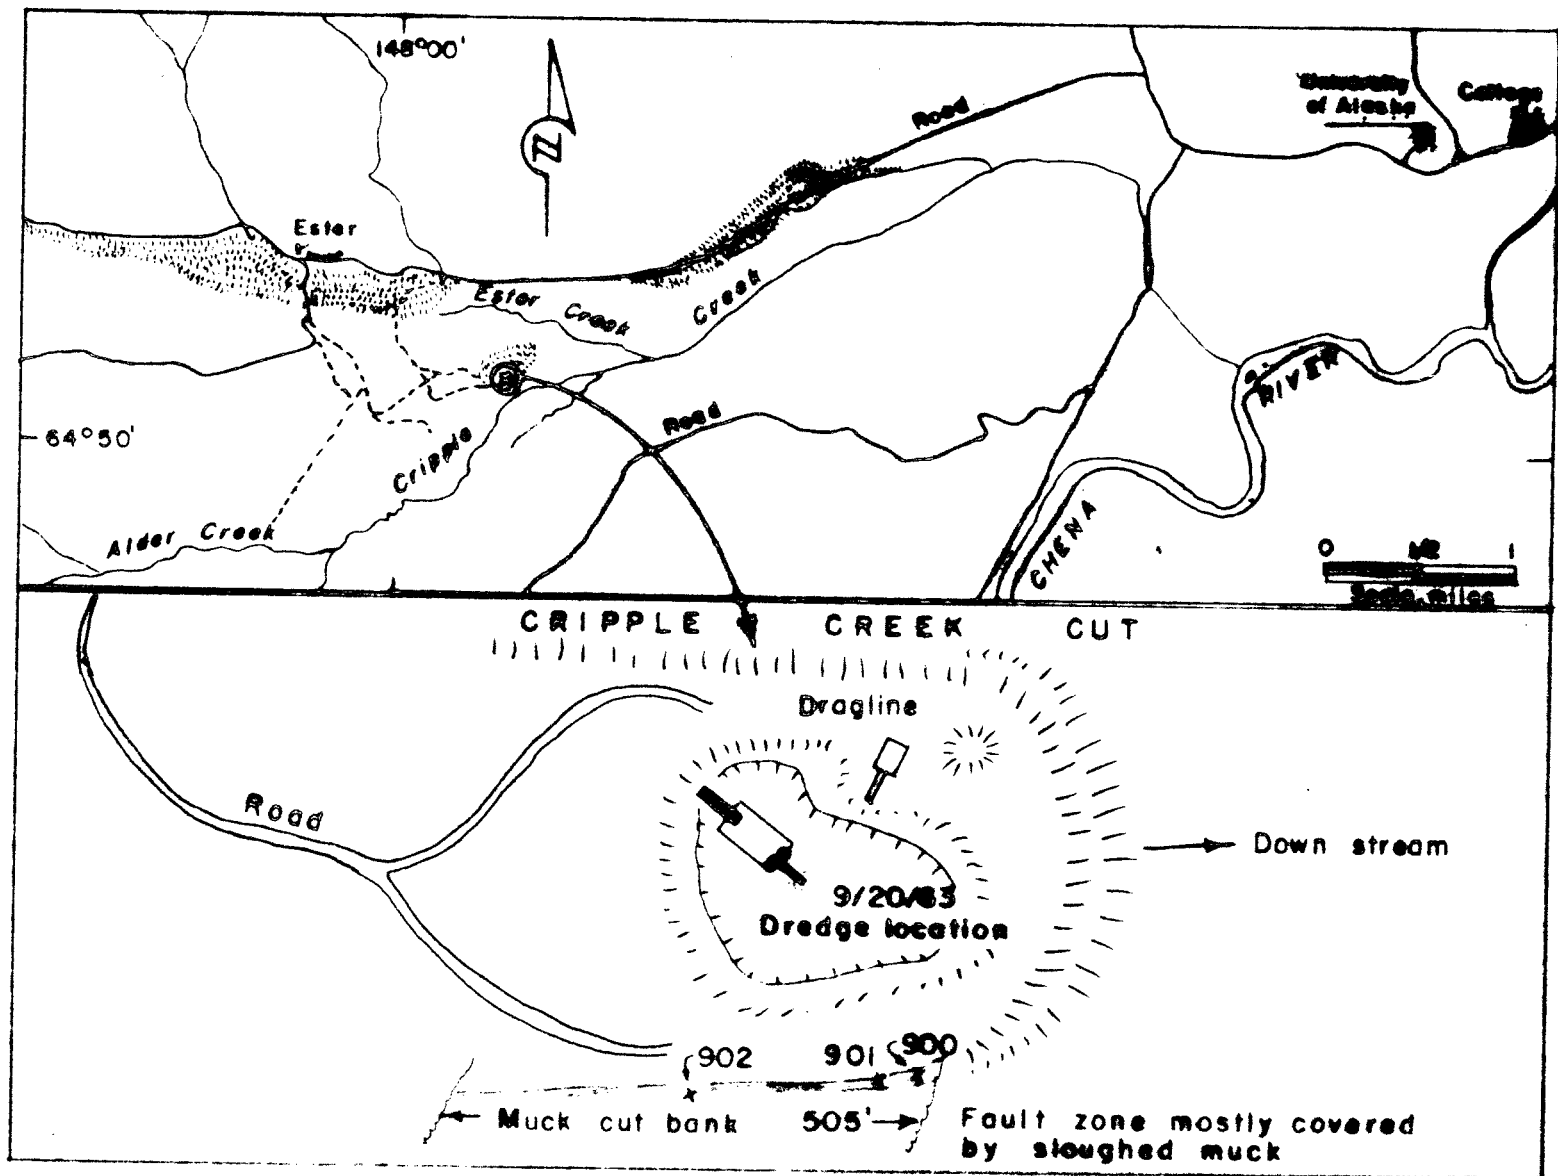 148°00'
Road
University
of Alaska
College
Ester
Ester Creek
Creek
RIVER
Road
64°50'
Cripple
Alder Creek
CHENA
0 1/2 1
Scale, miles
CRIPPLE CREEK CUT
Dragline
Road
Down stream
9/20/63
Dredge location
902 901 900
Muck cut bank 505'
Fault zone mostly covered
by sloughed muck